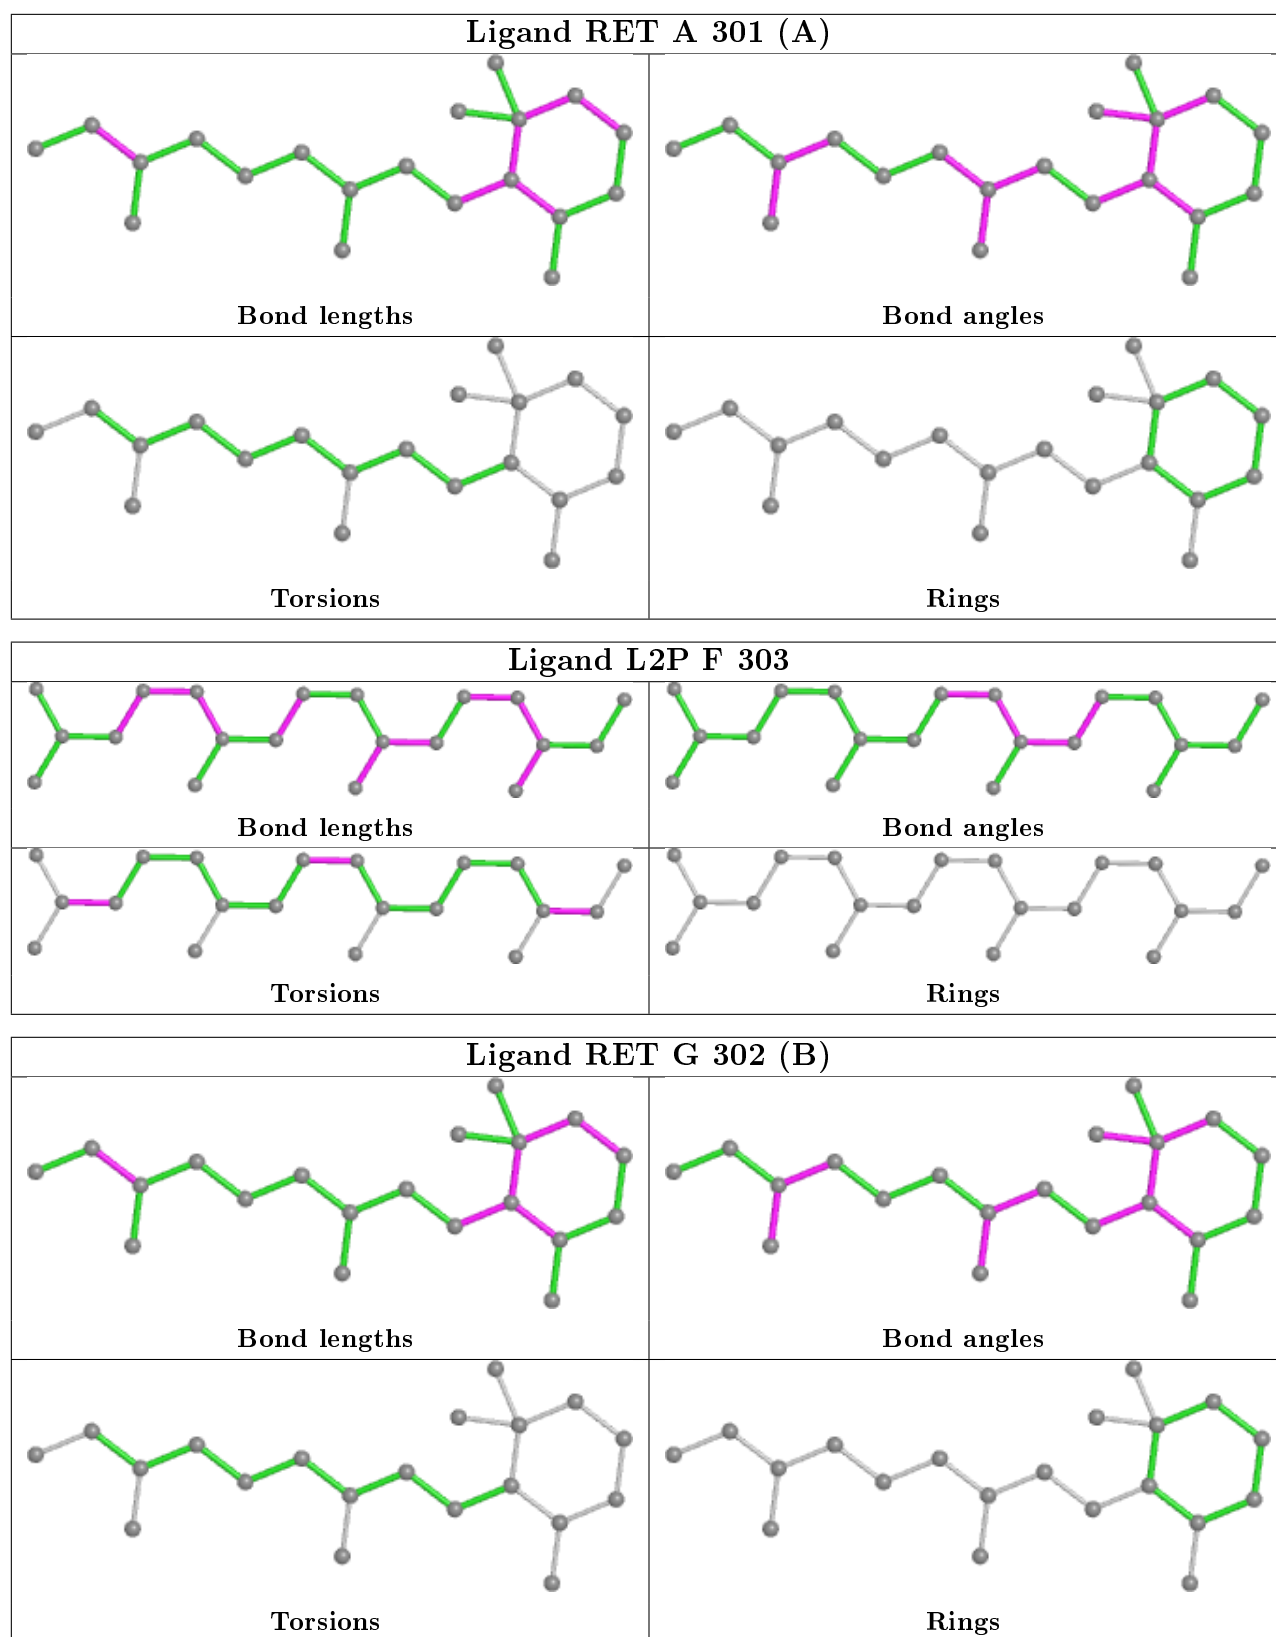 Ligand RET A 301 (A)
Bond lengths
Bond angles
Torsions
Rings
Ligand L2P F 303
Bond lengths
Bond angles
Torsions
Rings
Ligand RET G 302 (B)
Bond lengths
Bond angles
Torsions
Rings